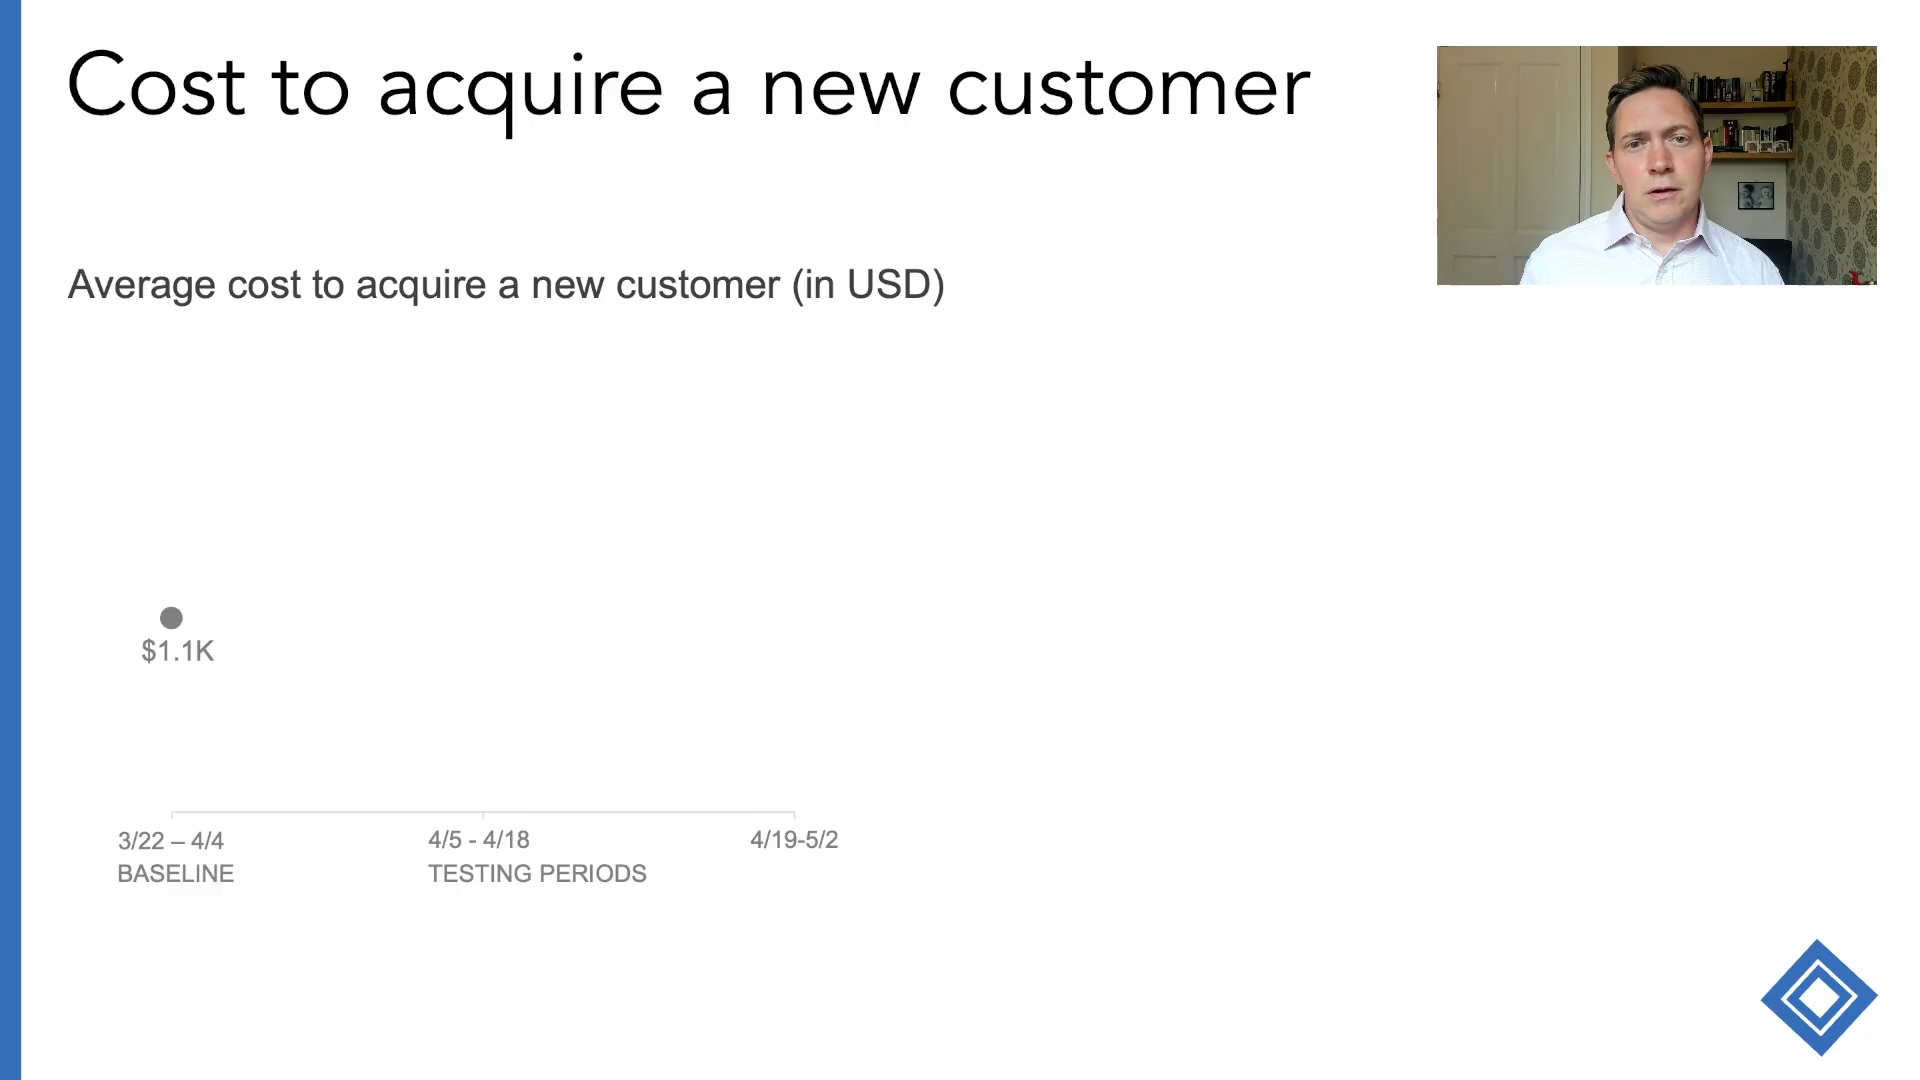 Cost to acquire a new customer
Average cost to acquire a new customer (in USD)
$1.1K
3/22 – 4/4
BASELINE
4/5 - 4/18
TESTING PERIODS
4/19-5/2